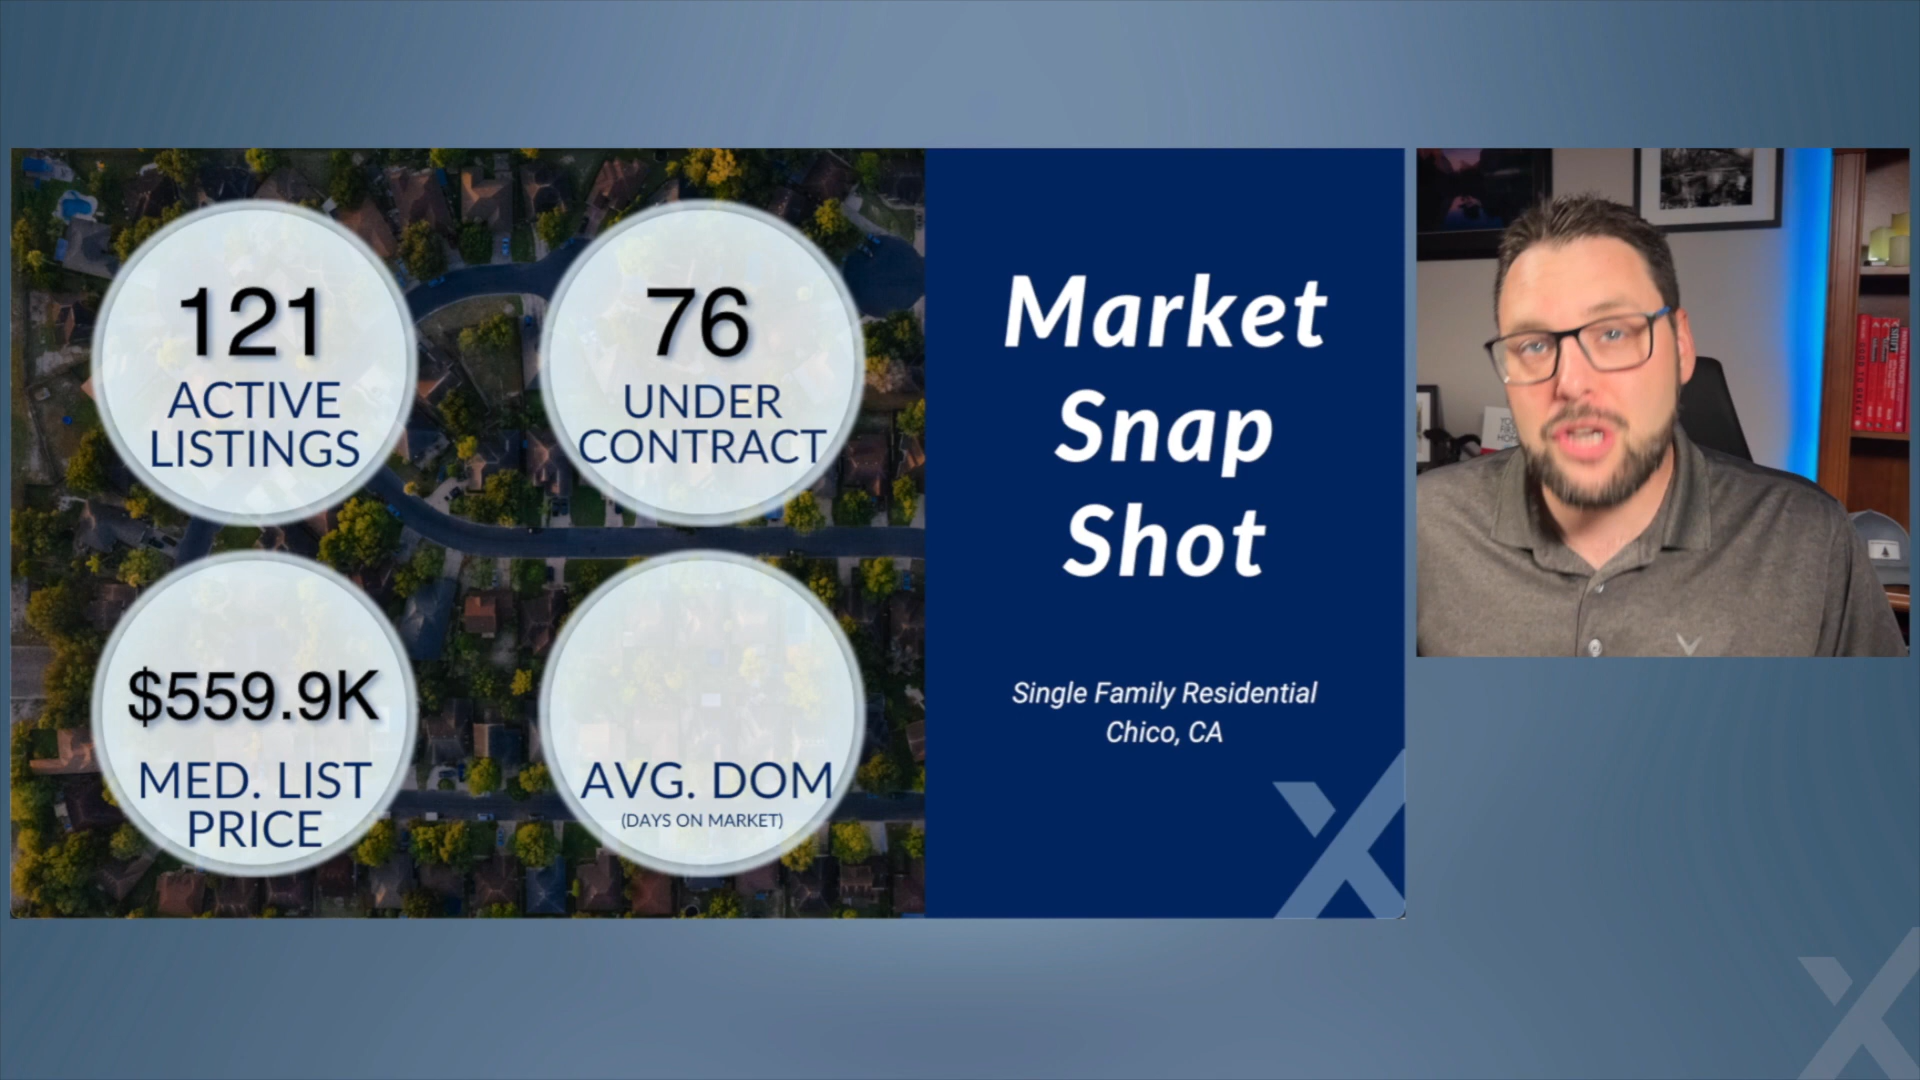 121
ACTIVE
LISTINGS
76
UNDER
CONTRACT
$559.9K
MED. LIST
PRICE
AVG. DOM
(DAYS ON MARKET)
Market
Snap
Shot
Single Family Residential
Chico, CA
SHIFT